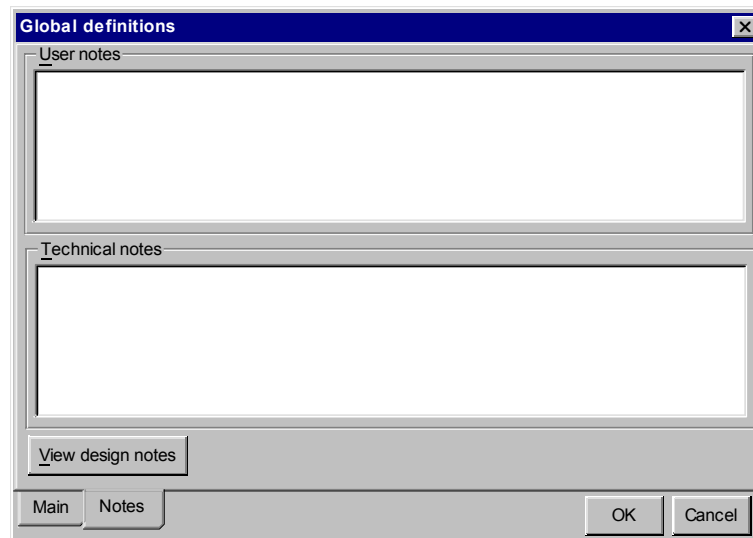 Global definitions
User notes
Technical notes
View design notes
Main Notes
OK Cancel